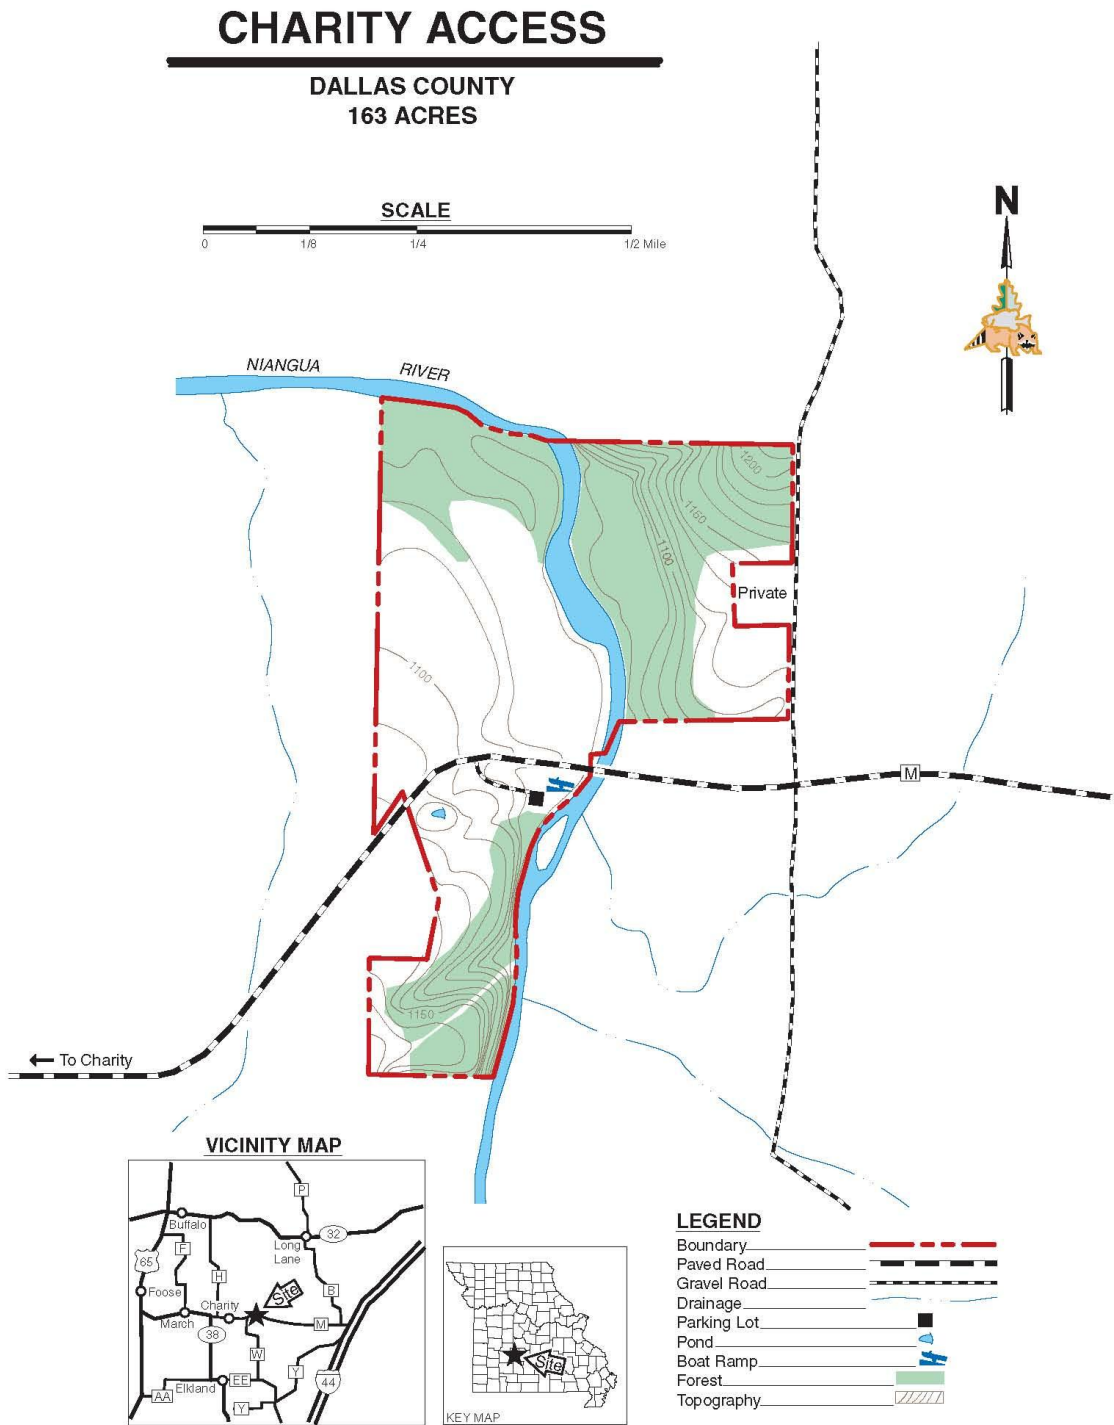 CHARITY ACCESS
DALLAS COUNTY
163 ACRES
SCALE
0 1/8 1/4 1/2 Mile
N
NIANGUA RIVER
1200
1150
1100
Private
1100
M
1150
To Charity
VICINITY MAP
P
Buffalo
32
Long
Lane
F
65
H
Foose
Site
B
Charity
March
M
38
W
Y
44
Elkland
EE
AA
Y
Site
KEY MAP
LEGEND
Boundary
Paved Road
Gravel Road
Drainage
Parking Lot
Pond
Boat Ramp
Forest
Topography